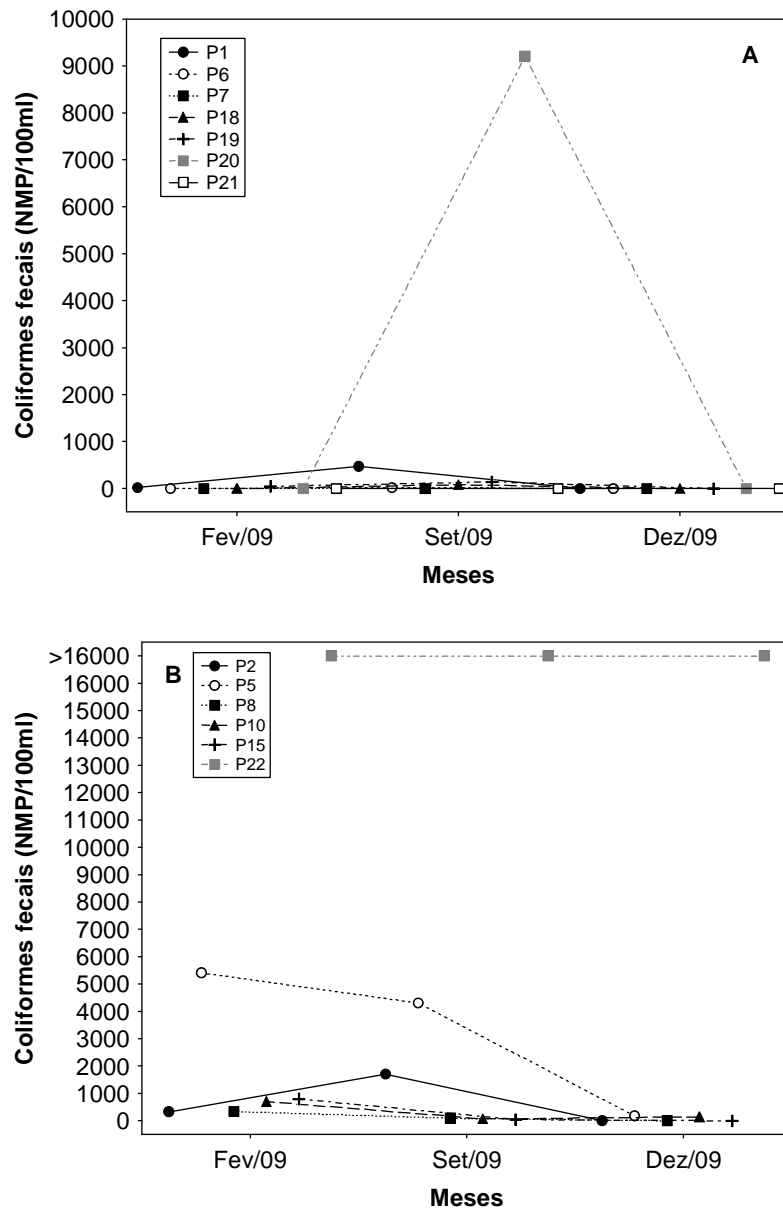 A
P1
P6
P7
P18
P19
P20
P21
Coliformes fecais (NMP/100ml)
10000
9000
8000
7000
6000
5000
4000
3000
2000
1000
0
Fev/09 Set/09 Dez/09
Meses
B
P2
P5
P8
P10
P15
P22
Coliformes fecais (NMP/100ml)
>16000
16000
15000
14000
13000
12000
11000
10000
9000
8000
7000
6000
5000
4000
3000
2000
1000
0
Fev/09 Set/09 Dez/09
Meses